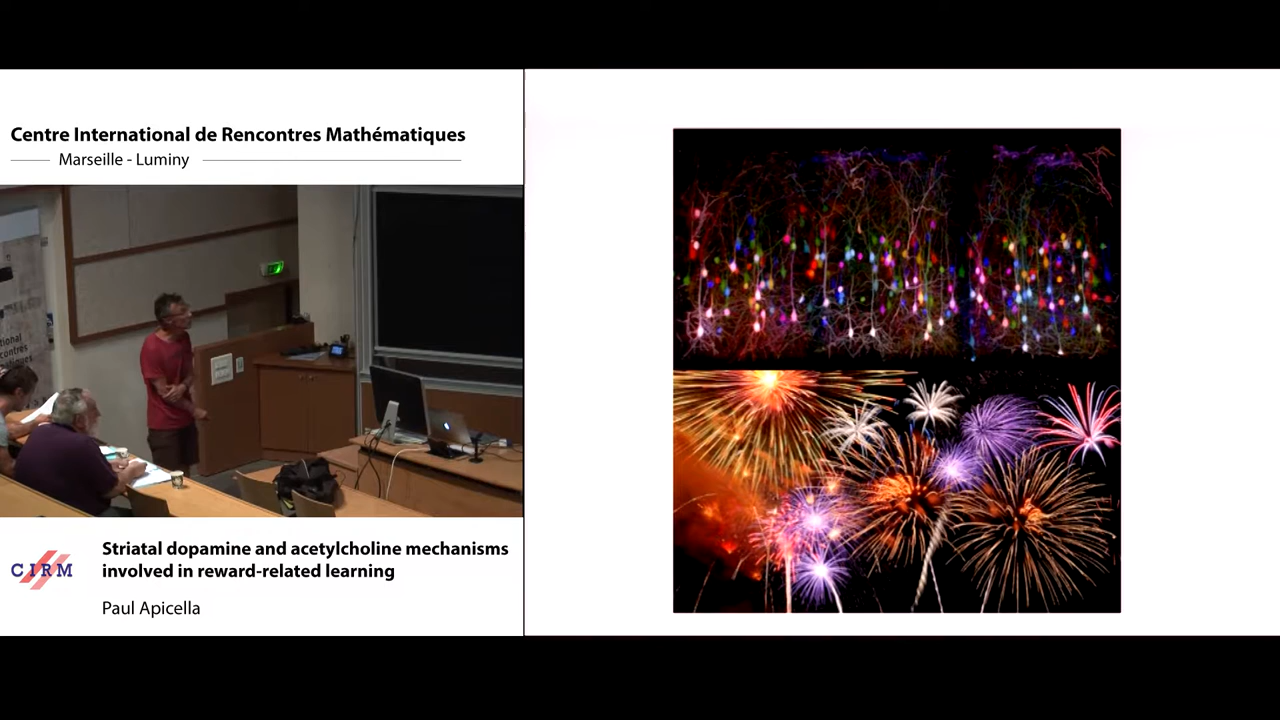 Centre International de Rencontres Mathématiques
Marseille - Luminy
Striatal dopamine and acetylcholine mechanisms
involved in reward-related learning
CIRM
Paul Apicella